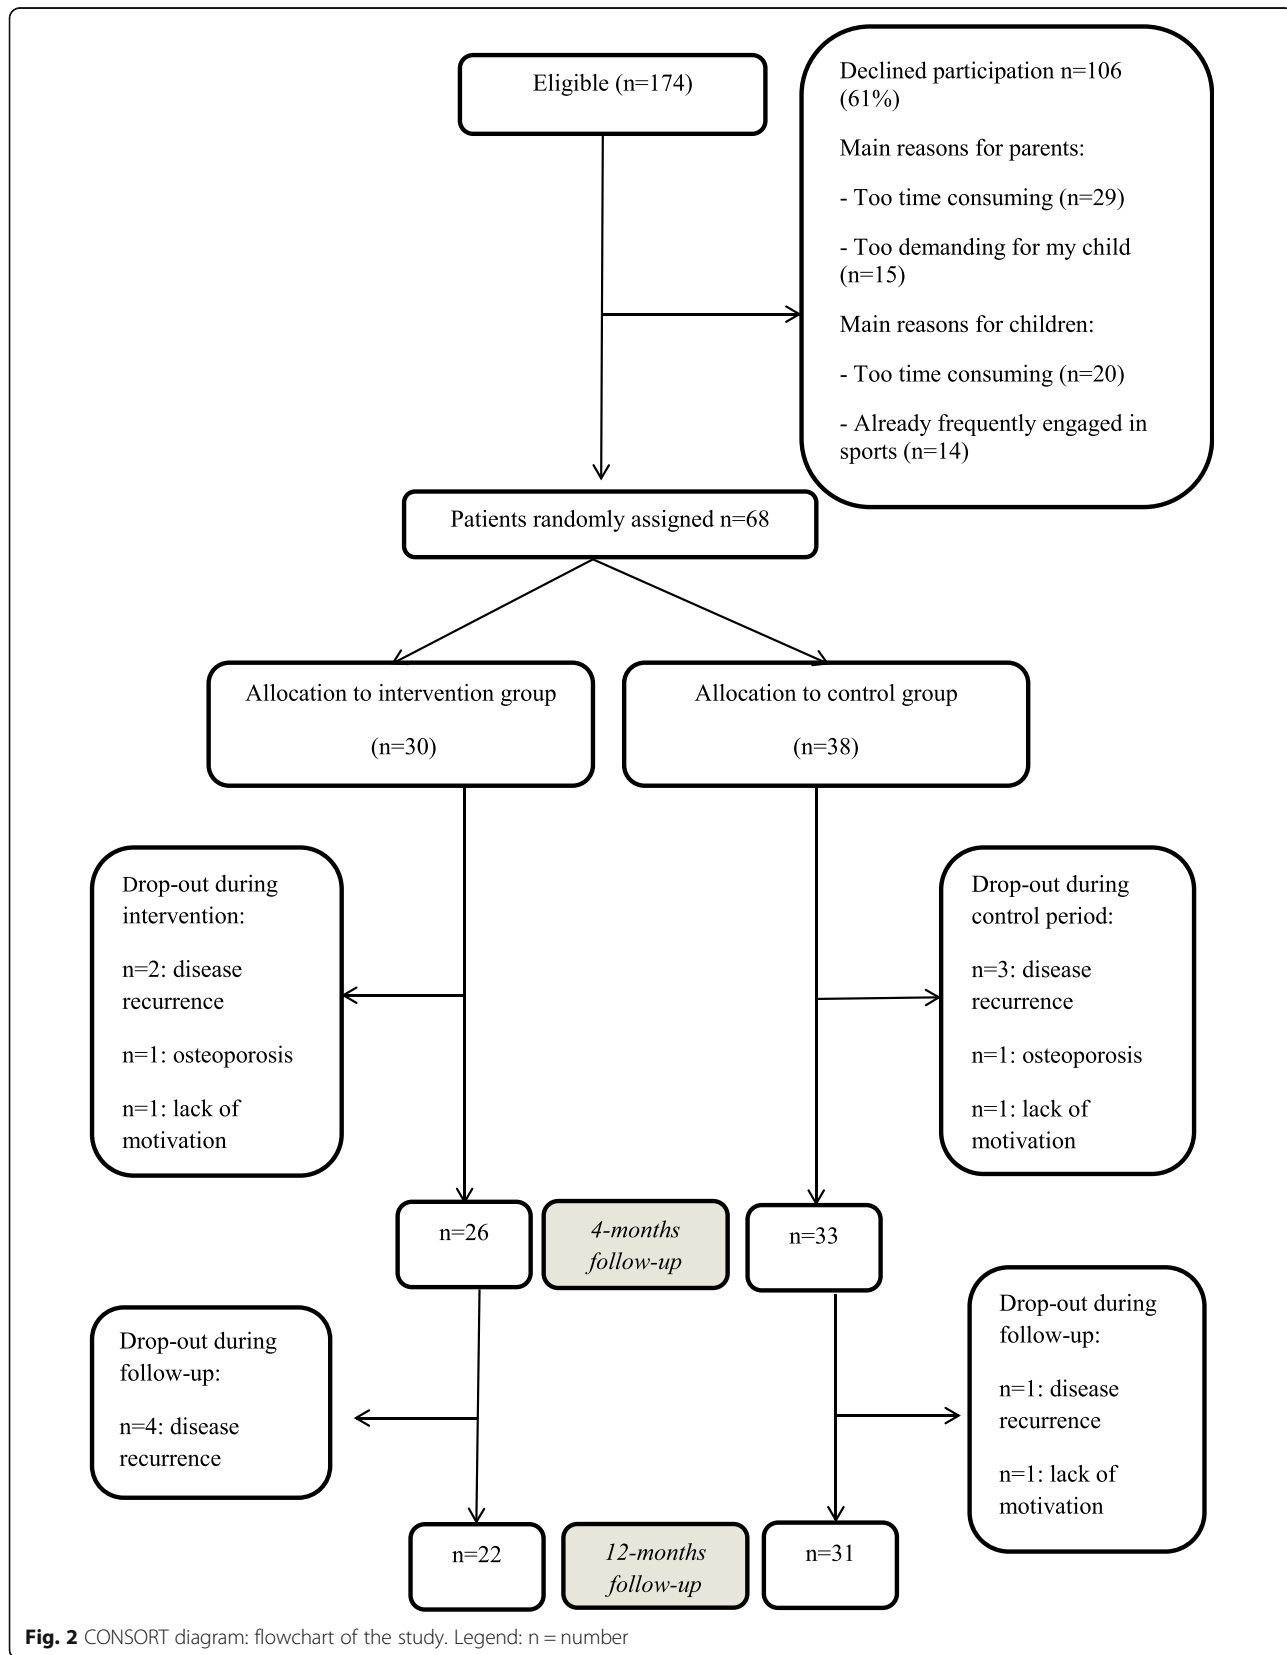 Eligible (n=174)
Declined participation n=106
(61%)
Main reasons for parents:
- Too time consuming (n=29)
- Too demanding for my child
(n=15)
Main reasons for children:
- Too time consuming (n=20)
- Already frequently engaged in
sports (n=14)
Patients randomly assigned n=68
Allocation to intervention group
(n=30)
Allocation to control group
(n=38)
Drop-out during
intervention:
n=2: disease
recurrence
n=1: osteoporosis
n=1: lack of
motivation
Drop-out during
control period:
n=3: disease
recurrence
n=1: osteoporosis
n=1: lack of
motivation
n=26
4-months
follow-up
n=33
Drop-out during
follow-up:
n=4: disease
recurrence
Drop-out during
follow-up:
n=1: disease
recurrence
n=1: lack of
motivation
n=22
12-months
follow-up
n=31
Fig. 2 CONSORT diagram: flowchart of the study. Legend: n = number